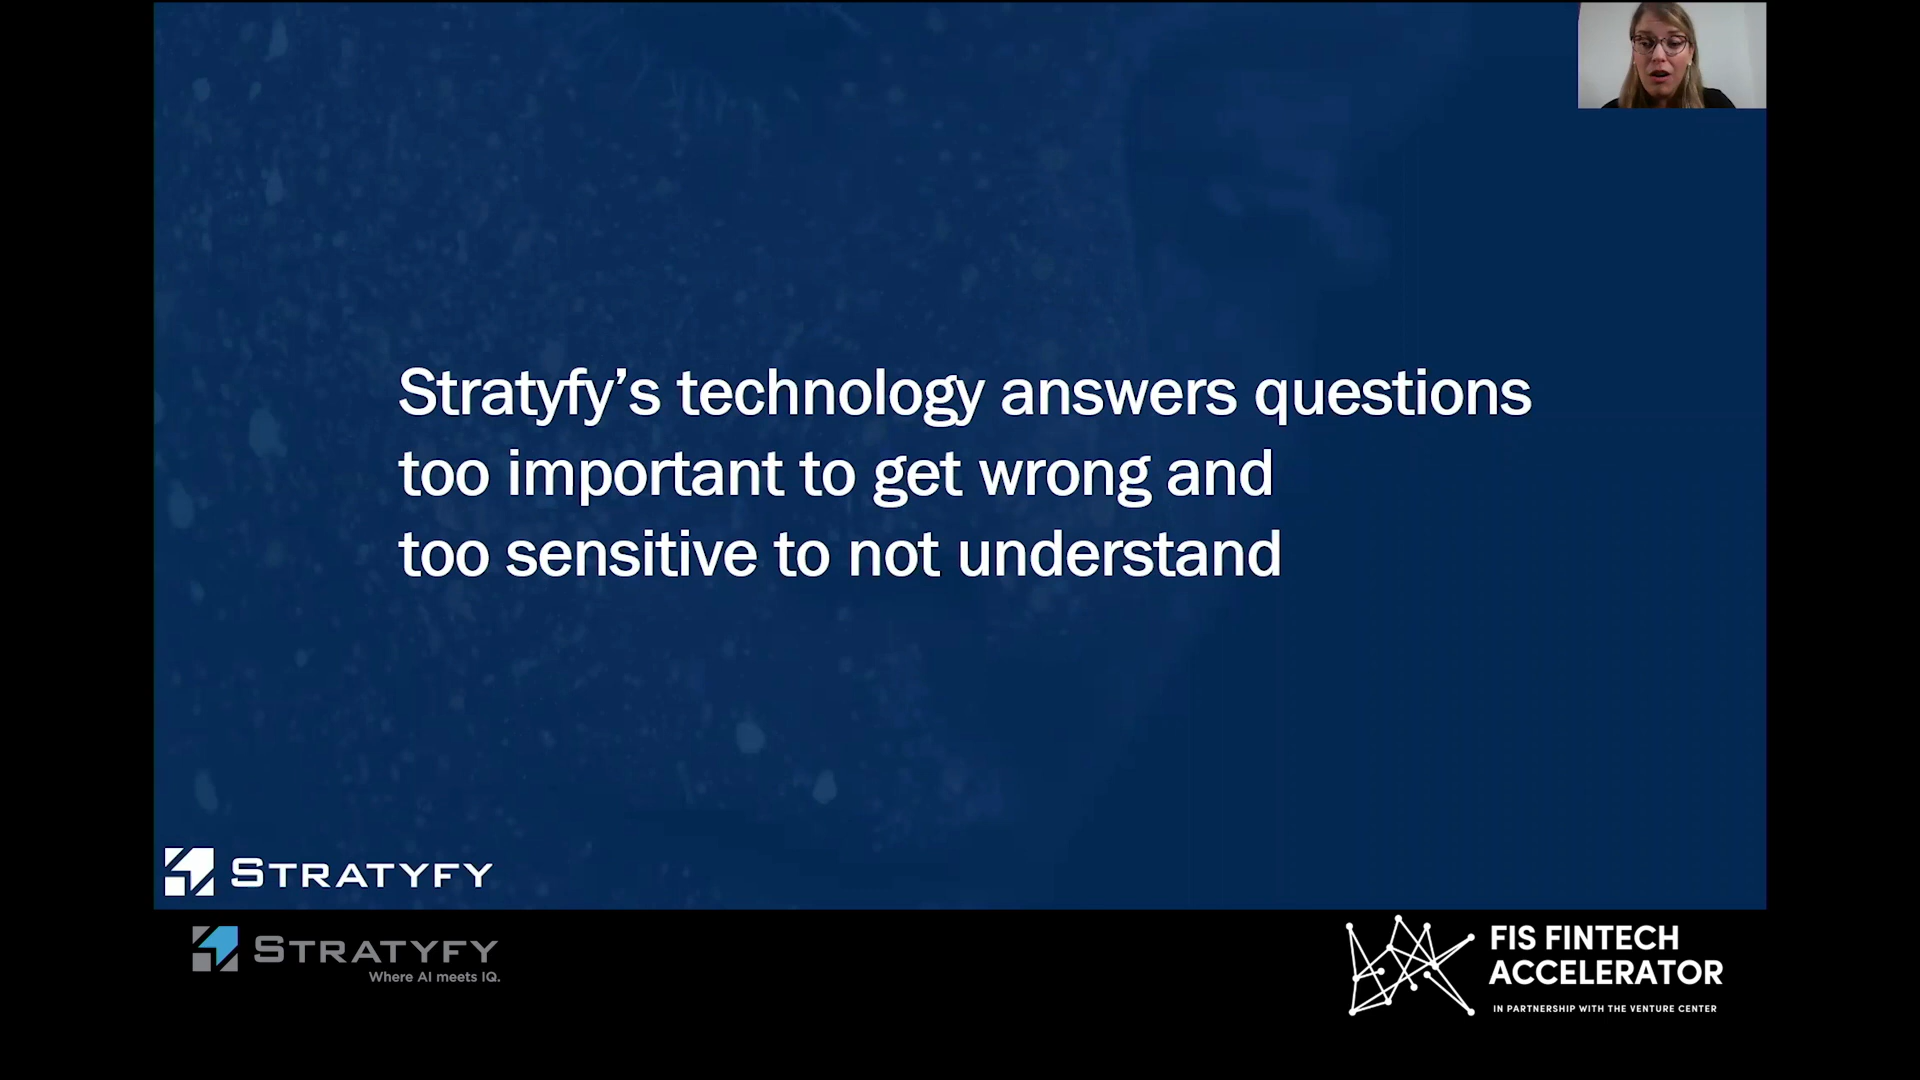 Stratyfy’s technology answers questions
too important to get wrong and
too sensitive to not understand
STRATYFY
STRATYFY
Where AI meets IQ.
FIS FINTECH
ACCELERATOR
IN PARTNERSHIP WITH THE VENTURE CENTER